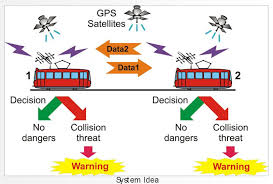 GPS
Satellites
Data2
Data1
1
2
Decision
Decision
No
dangers
Collision
threat
No
dangers
Collision
threat
Warning
Warning
System Idea